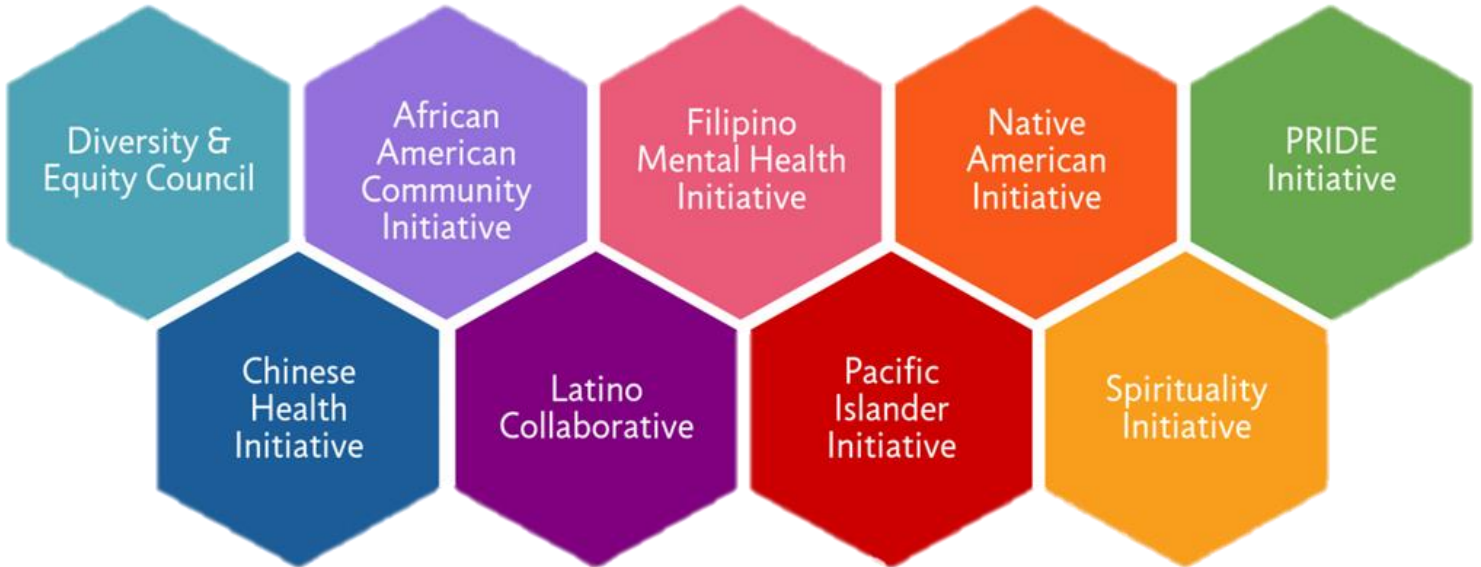 Diversity &
Equity Council
African
American
Community
Initiative
Filipino
Mental Health
Initiative
Native
American
Initiative
PRIDE
Initiative
Chinese
Health
Initiative
Latino
Collaborative
Pacific
Islander
Initiative
Spirituality
Initiative